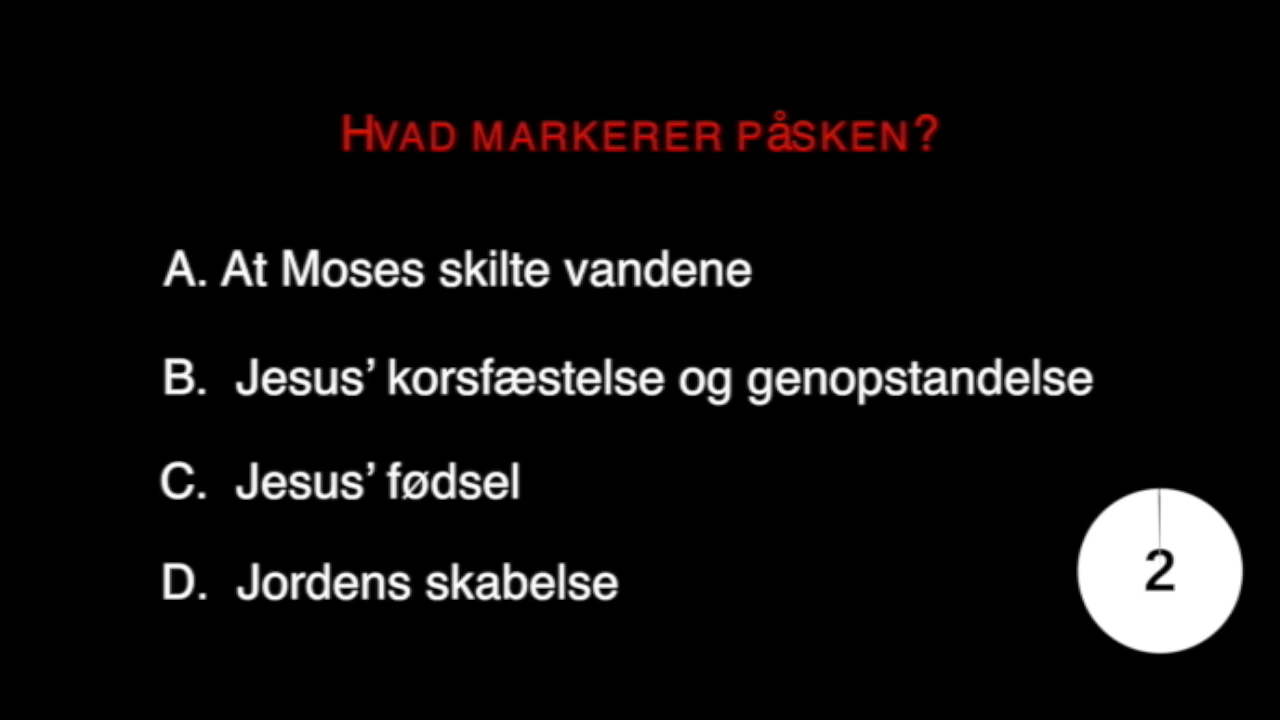 Hvad markerer påsken?
A. At Moses skilte vandene
B. Jesus’ korsfæstelse og genopstandelse
C. Jesus’ fødsel
D. Jordens skabelse
2